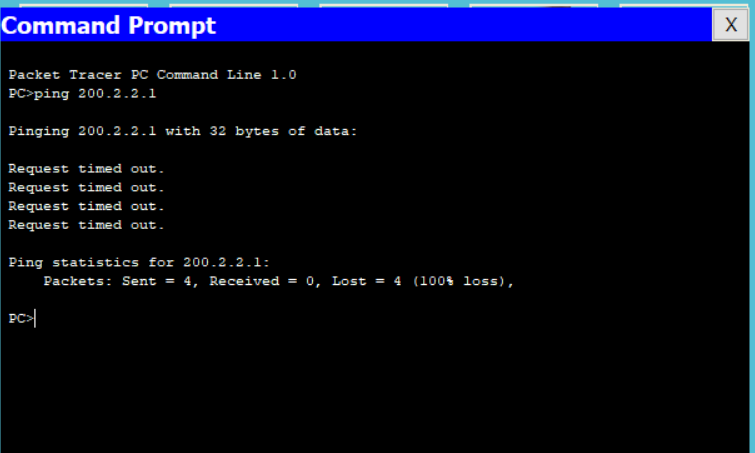 Command Prompt
X
Packet Tracer PC Command Line 1.0
PC>ping 200.2.2.1
Pinging 200.2.2.1 with 32 bytes of data:
Request timed out.
Request timed out.
Request timed out.
Request timed out.
Ping statistics for 200.2.2.1:
Packets: Sent = 4, Received = 0, Lost = 4 (100% loss),
PC>